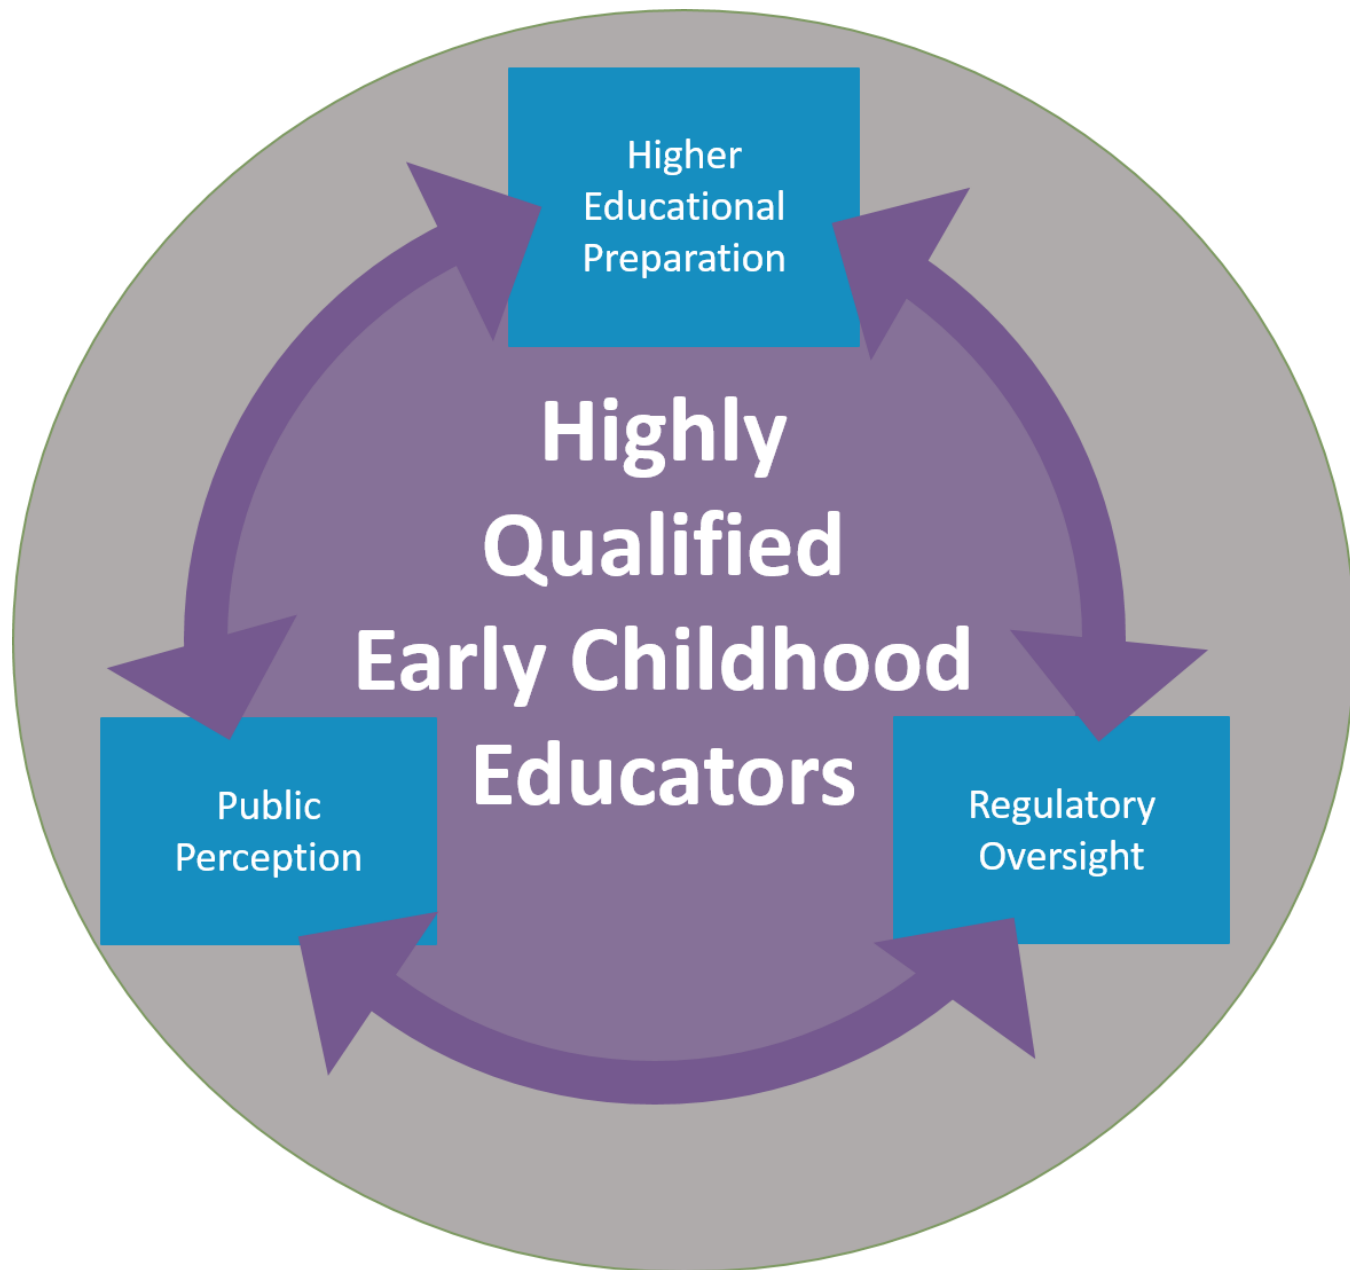 Higher
Educational
Preparation
Highly
Qualified
Early Childhood
Educators
Public
Perception
Regulatory
Oversight